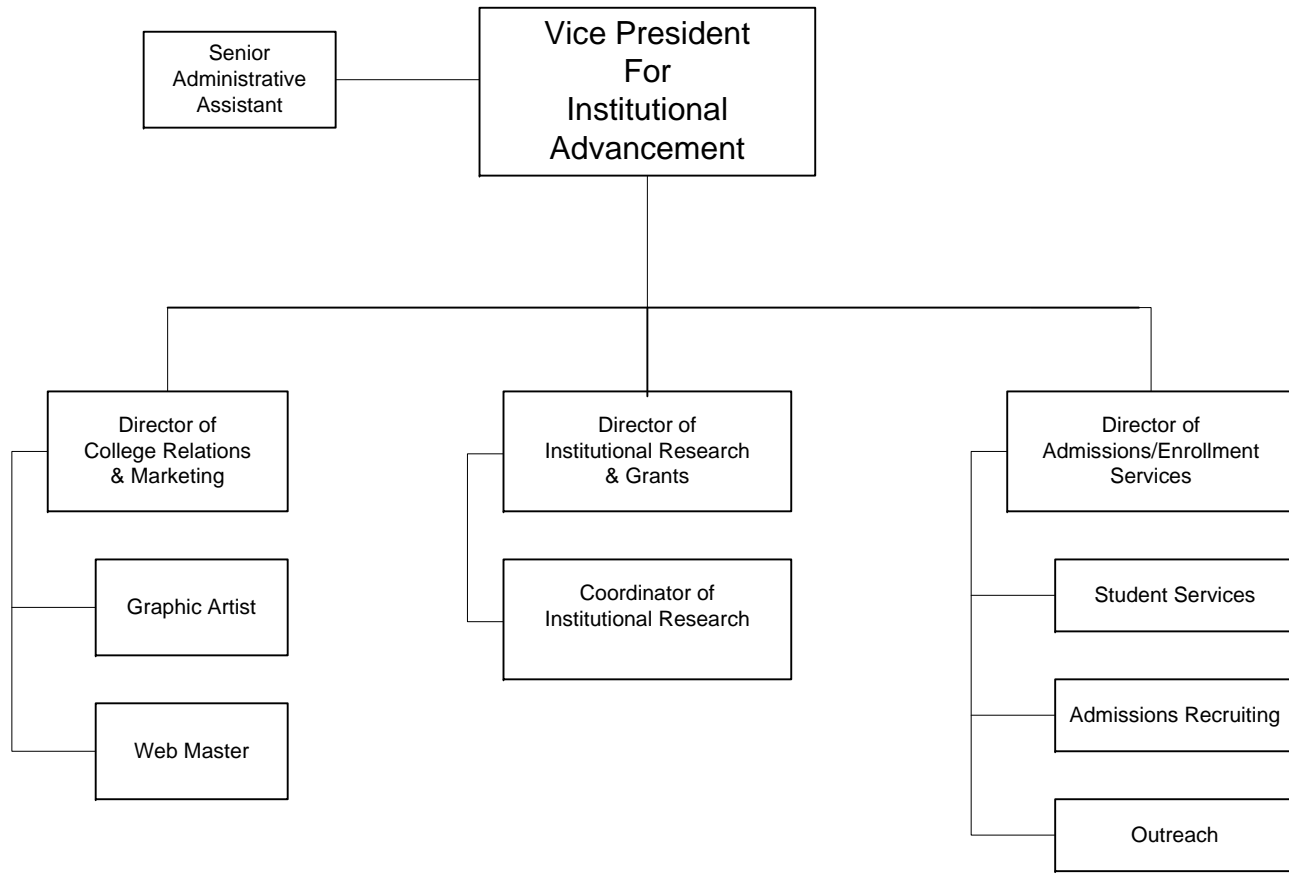 Senior
Administrative
Assistant
Vice President
For
Institutional
Advancement
Director of
College Relations
& Marketing
Graphic Artist
Web Master
Director of
Institutional Research
& Grants
Coordinator of
Institutional Research
Director of
Admissions/Enrollment
Services
Student Services
Admissions Recruiting
Outreach